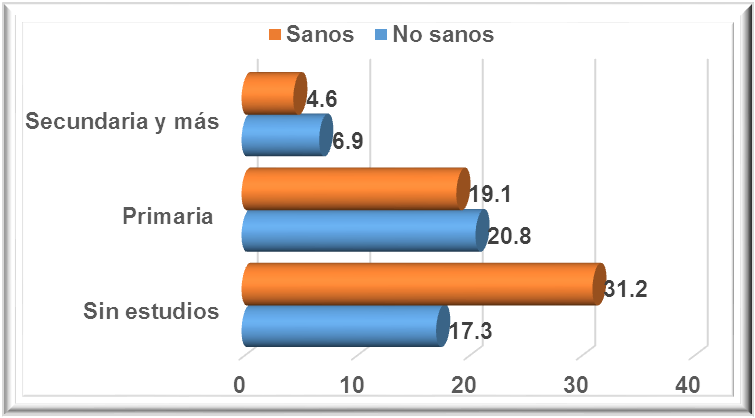 Sanos No sanos
Secundaria y más
4.6
6.9
Primaria
19.1
20.8
Sin estudios
31.2
17.3
0 10 20 30 40